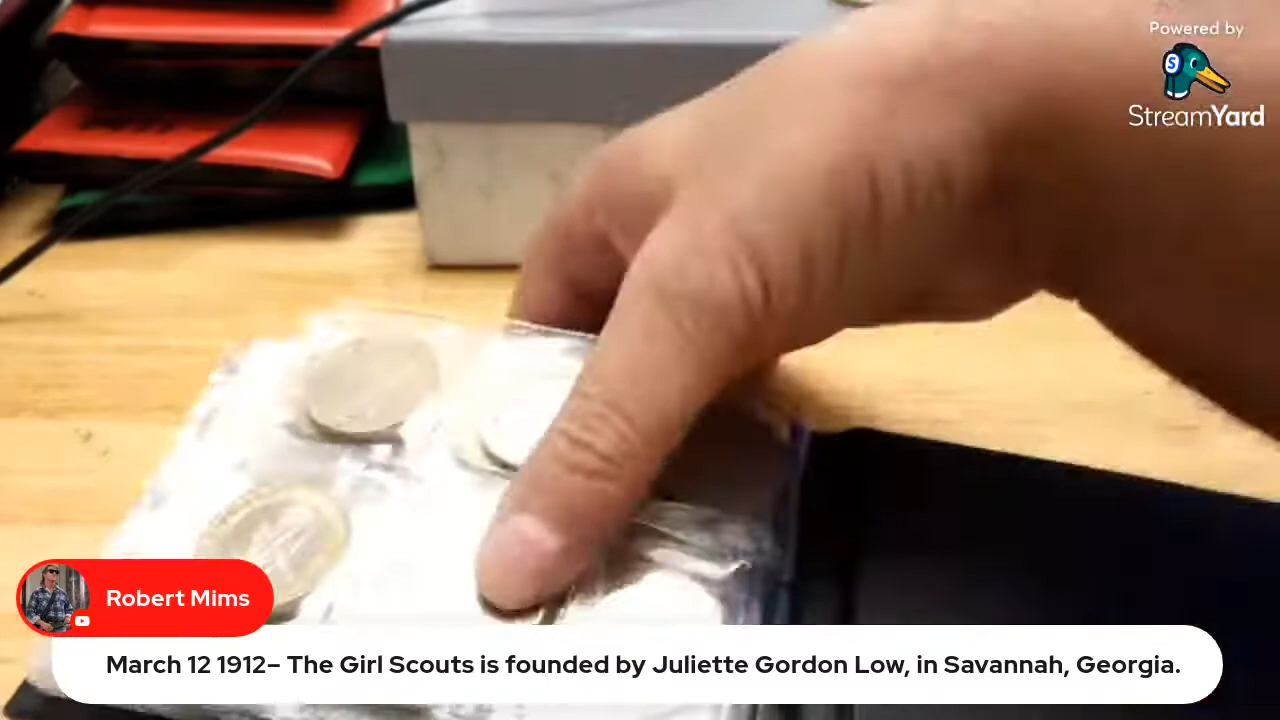 Powered by
StreamYard
Robert Mims
March 12 1912– The Girl Scouts is founded by Juliette Gordon Low, in Savannah, Georgia.